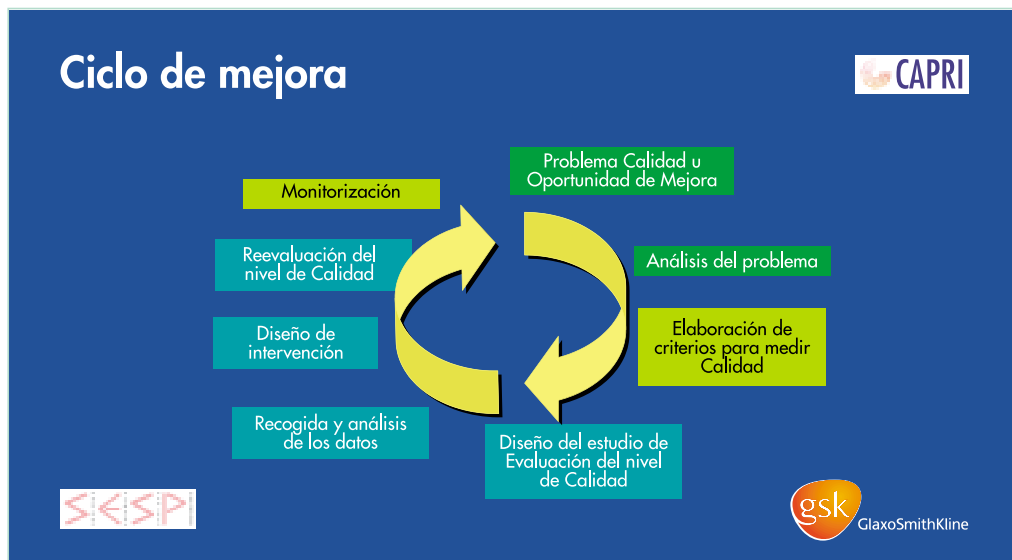 Ciclo de mejora
CAPRI
Problema Calidad u
Oportunidad de Mejora
Monitorización
Análisis del problema
Reevaluación del
nivel de Calidad
Elaboración de
criterios para medir
Calidad
Diseño de
intervención
Recogida y análisis
de los datos
Diseño del estudio de
Evaluación del nivel
de Calidad
SESPI
gsk
GlaxoSmithKline